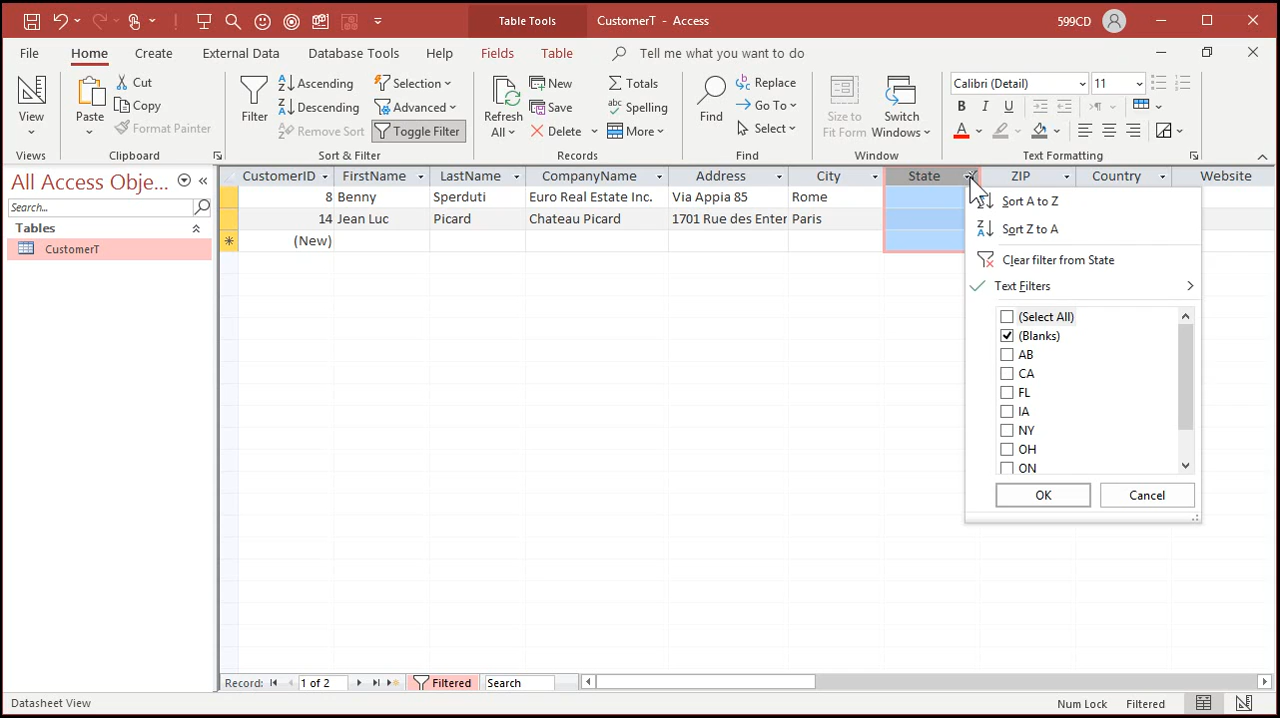 Table Tools
CustomerT - Access
599CD
File Home Create External Data Database Tools Help Fields Table Tell me what you want to do
View
Views
Paste
Cut
Copy
Format Painter
Clipboard
Filter
Ascending
Descending
Remove Sort
Selection
Advanced
Toggle Filter
Sort & Filter
Refresh
All
New
Save
Delete
Totals
Spelling
More
Records
Find
Replace
Go To
Select
Find
Size to
Fit Form
Switch
Windows
Window
Calibri (Detail) 11
B I U
Text Formatting
All Access Obje...
Search...
Tables
CustomerT
CustomerID FirstName LastName CompanyName Address City State ZIP Country Website
8 Benny Sperduti Euro Real Estate Inc. Via Appia 85 Rome
14 Jean Luc Picard Chateau Picard 1701 Rue des Enter Paris
(New)
Sort A to Z
Sort Z to A
Clear filter from State
Text Filters
(Select All)
(Blanks)
AB
CA
FL
IA
NY
OH
ON
OK Cancel
Record: 1 of 2 Filtered Search
Datasheet View Num Lock Filtered